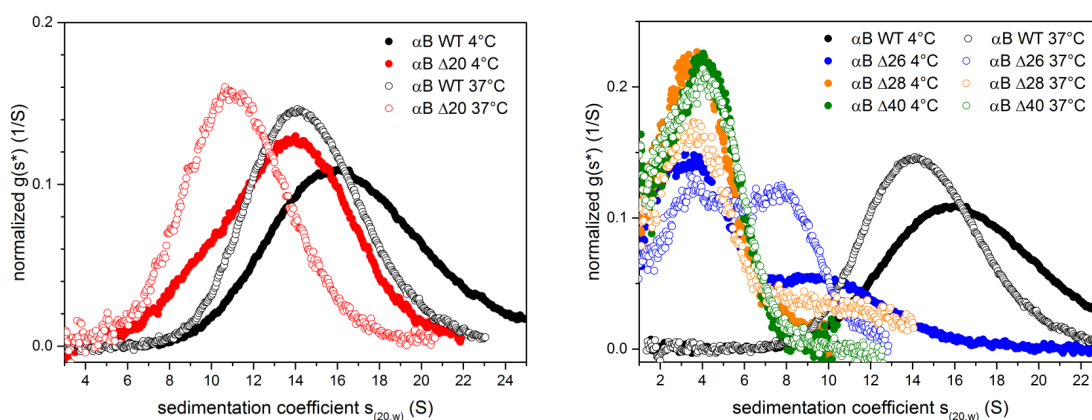 0.2
0.1
0.0
normalized g(s*) (1/S)
αB WT 4°C
αB Δ20 4°C
αB WT 37°C
αB Δ20 37°C
4 6 8 10 12 14 16 18 20 22 24
sedimentation coefficient s(20,w) (S)
0.2
0.1
0.0
normalized g(s*) (1/S)
αB WT 4°C αB WT 37°C
αB Δ26 4°C αB Δ26 37°C
αB Δ28 4°C αB Δ28 37°C
αB Δ40 4°C αB Δ40 37°C
2 4 6 8 10 12 14 16 18 20 22
sedimentation coefficient s(20,w) (S)